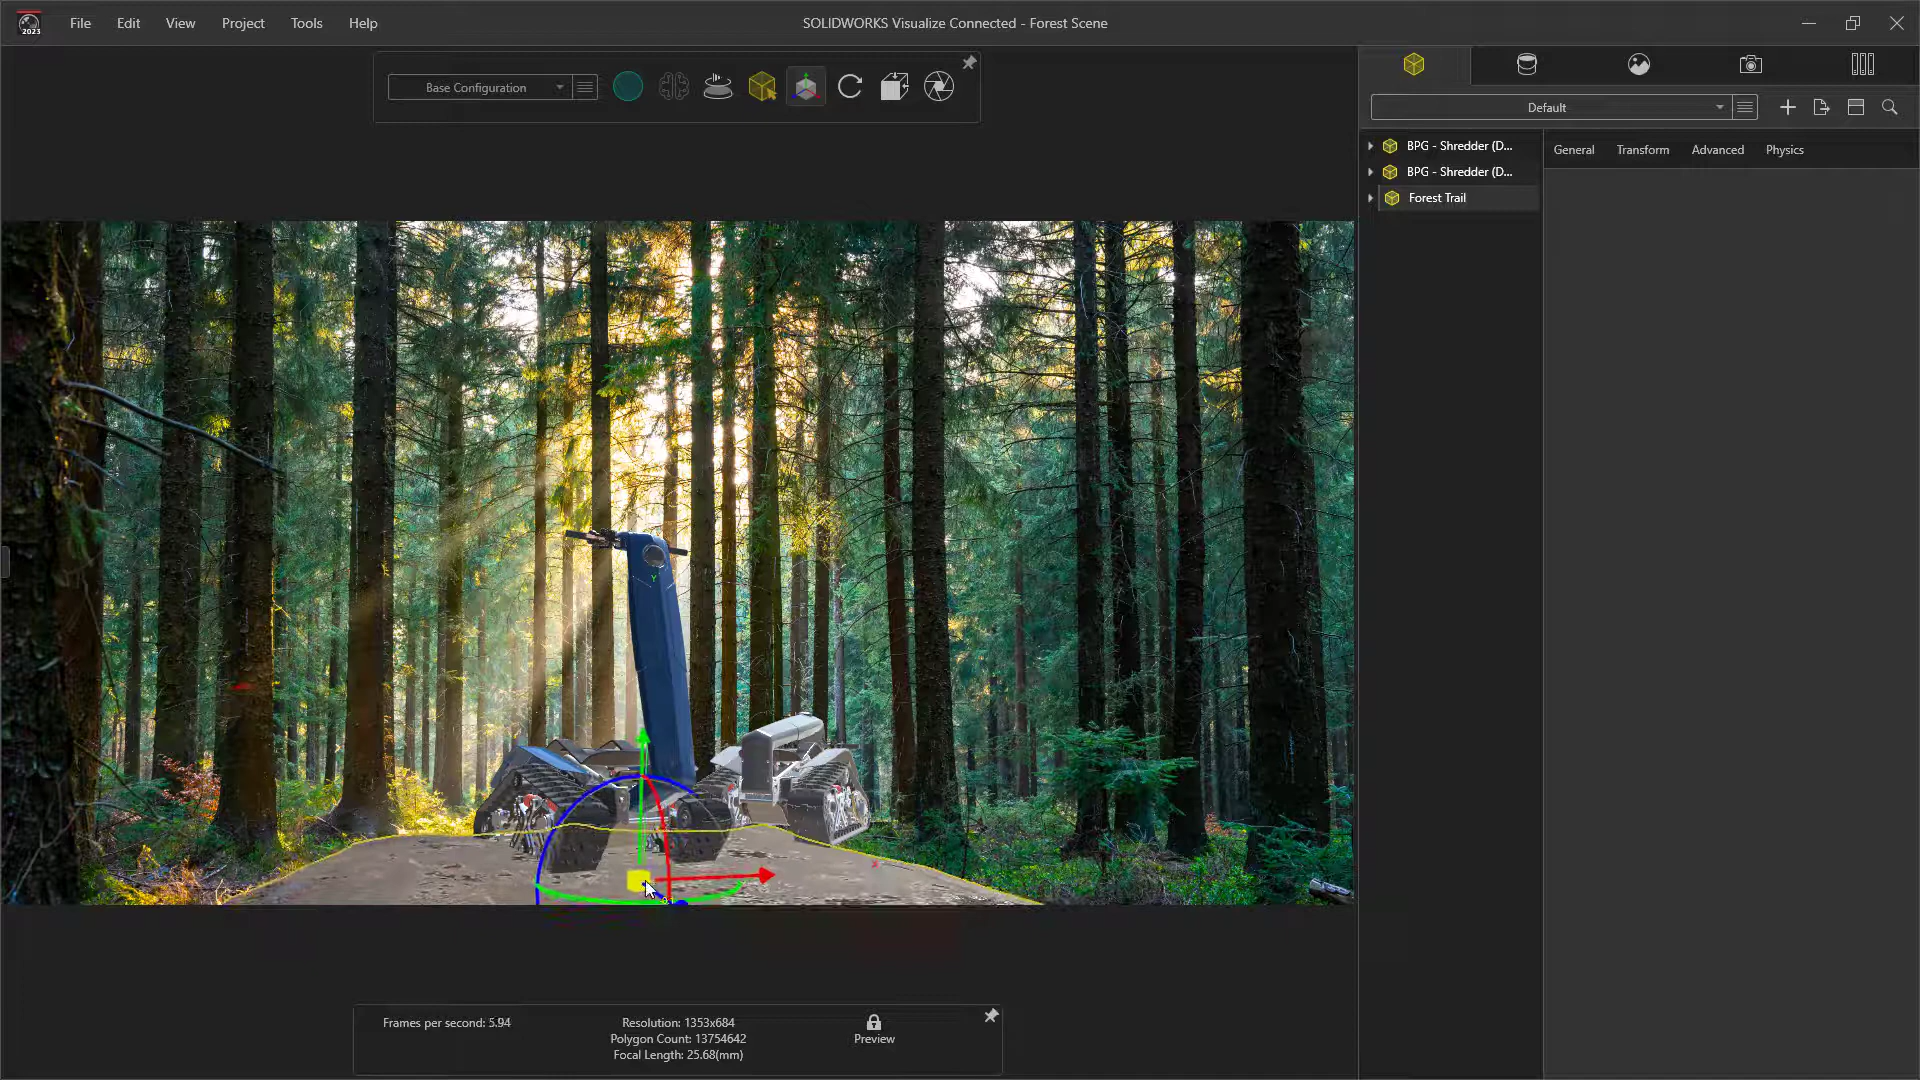 2023
File Edit View Project Tools Help
SOLIDWORKS Visualize Connected - Forest Scene
Base Configuration
Default
BPG - Shredder (D...
BPG - Shredder (D...
Forest Trail
General Transform Advanced Physics
Y
Frames per second: 5.94
Resolution: 1353x684
Polygon Count: 13754642
Focal Length: 25.68(mm)
Preview